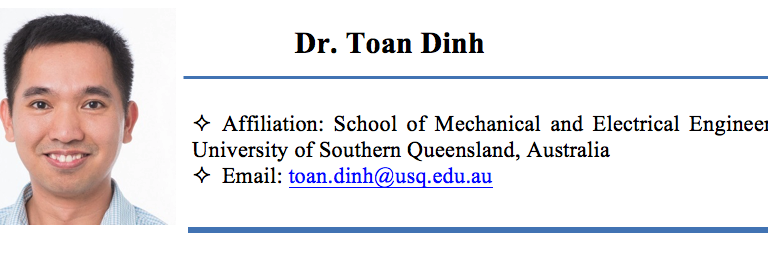 Dr. Toan Dinh
✧ Affiliation: School of Mechanical and Electrical
University of Southern Queensland, Australia
✧ Email: toan.dinh@usq.edu.au